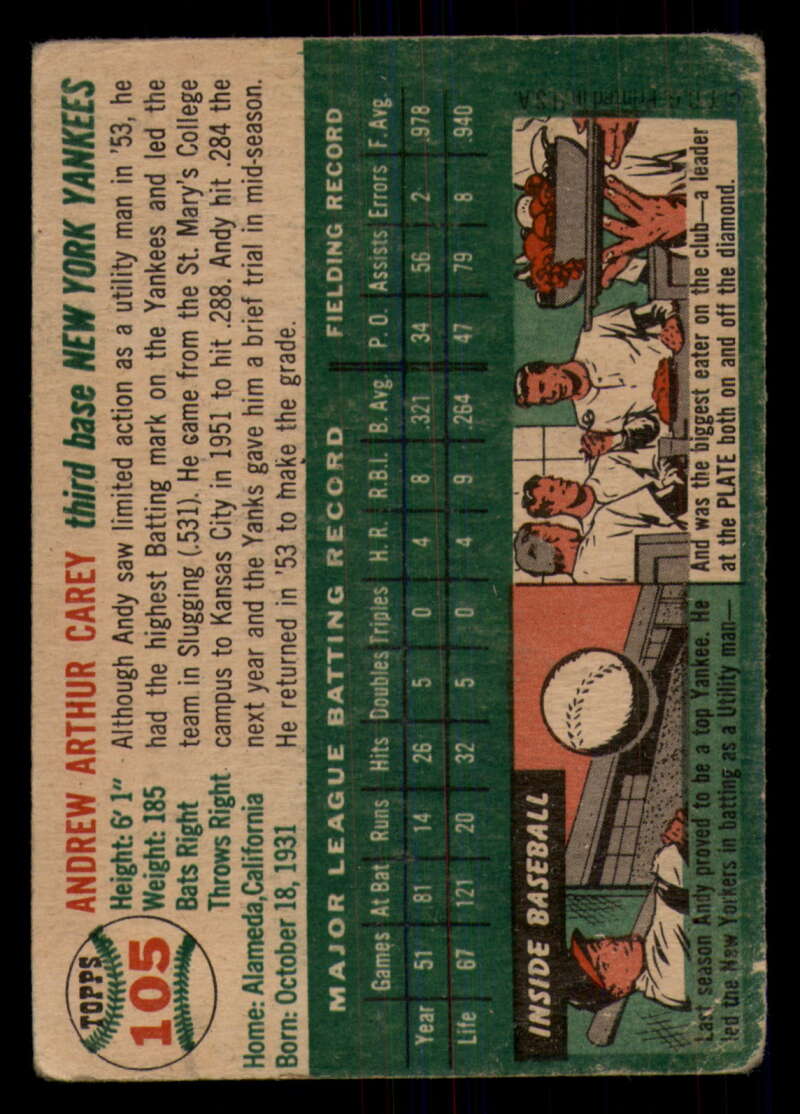 TOPPS
105
ANDREW ARTHUR CAREY third base NEW YORK YANKEES
Height: 6' 1"
Weight: 185
Bats Right
Throws Right
Home: Alameda, California
Born: October 18, 1931
Although Andy saw limited action as a utility man in '53, he
had the highest Batting mark on the Yankees and led the
team in Slugging (.531). He came from the St. Mary's College
campus to Kansas City in 1951 to hit .288. Andy hit .284 the
next year and the Yanks gave him a brief trial in mid-season.
He returned in '53 to make the grade.
MAJOR LEAGUE BATTING RECORD FIELDING RECORD
Games At Bat Runs Hits Doubles Triples H. R. R.B.I. B. Avg. P. O. Assists Errors F. Avg.
Year 51 81 14 26 5 0 4 8 .321 34 56 2 .978
Life 67 121 20 32 5 0 4 9 .264 47 79 8 .940
INSIDE BASEBALL
Last season Andy proved to be a top Yankee. He
led the New Yorkers in batting as a Utility man—
And was the biggest eater on the club—a leader
at the PLATE both on and off the diamond.
Printed in U.S.A.